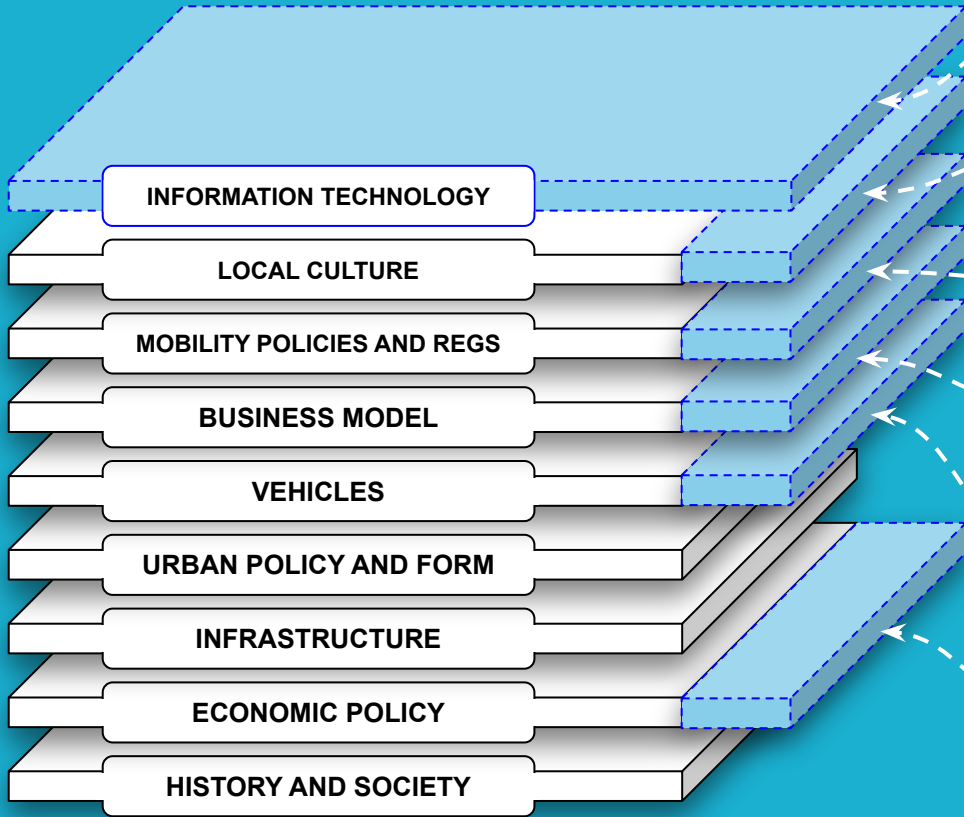 INFORMATION TECHNOLOGY
LOCAL CULTURE
MOBILITY POLICIES AND REGS
BUSINESS MODEL
VEHICLES
URBAN POLICY AND FORM
INFRASTRUCTURE
ECONOMIC POLICY
HISTORY AND SOCIETY